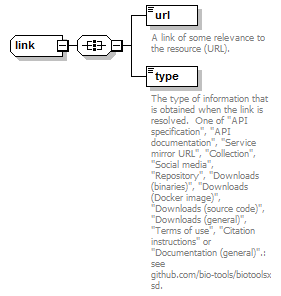 url
A link of some relevance to
the resource (URL).
link
type
The type of information that
is obtained when the link is
resolved.  One of "API
specification", "API
documentation", "Service
mirror URL", "Collection",
"Social media",
"Repository", "Downloads
(binaries)", "Downloads
(Docker image)",
"Downloads (source code)",
"Downloads (general)",
"Terms of use", "Citation
instructions" or
"Documentation (general)".:
see
github.com/bio-tools/biotoolsx
sd.